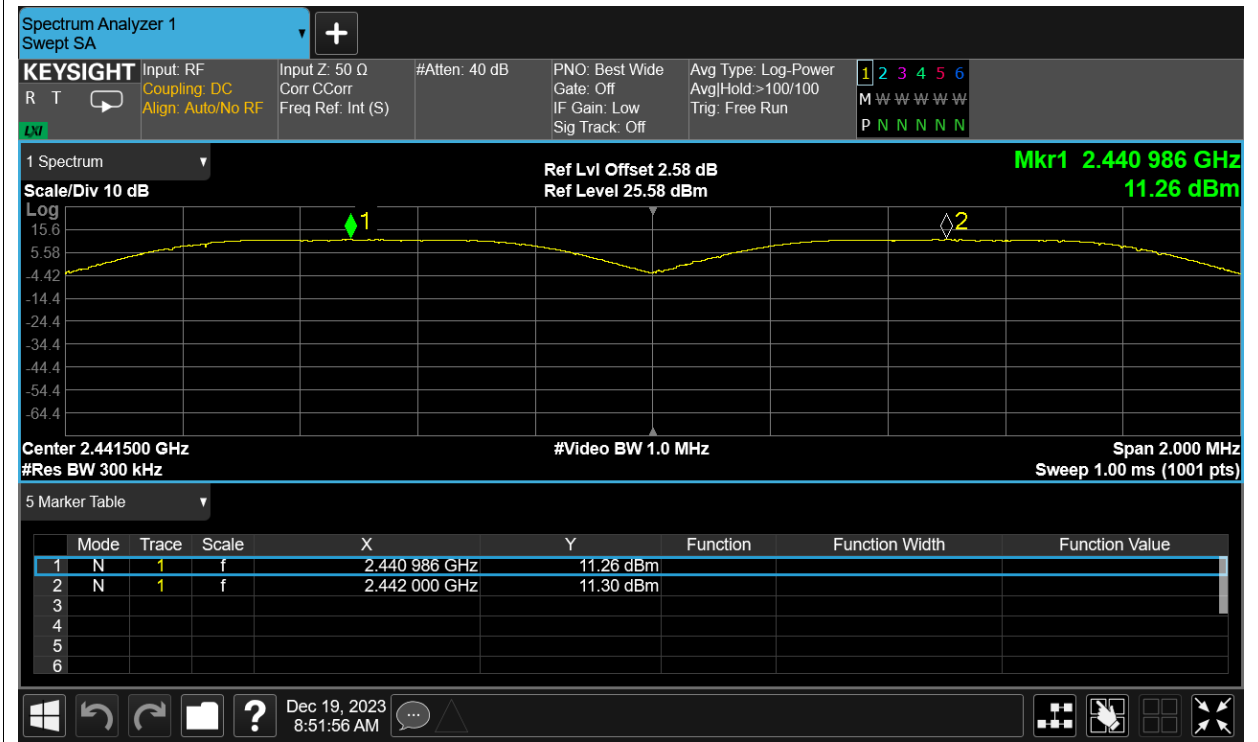 Spectrum Analyzer 1
Swept SA
+
KEYSIGHT
R T
LXI
Input: RF
Coupling: DC
Align: Auto/No RF
Input Z: 50 Ω
Corr CCorr
Freq Ref: Int (S)
#Atten: 40 dB
PNO: Best Wide
Gate: Off
IF Gain: Low
Sig Track: Off
Avg Type: Log-Power
Avg|Hold:>100/100
Trig: Free Run
1 2 3 4 5 6
M W W W W W
P N N N N N
1 Spectrum
Scale/Div 10 dB
Ref Lvl Offset 2.58 dB
Ref Level 25.58 dBm
Mkr1 2.440 986 GHz
11.26 dBm
Log
15.6
5.58
-4.42
-14.4
-24.4
-34.4
-44.4
-54.4
-64.4
1
2
Center 2.441500 GHz
#Res BW 300 kHz
#Video BW 1.0 MHz
Span 2.000 MHz
Sweep 1.00 ms (1001 pts)
5 Marker Table
Mode Trace Scale X Y Function Function Width Function Value
1 N 1 f 2.440 986 GHz 11.26 dBm
2 N 1 f 2.442 000 GHz 11.30 dBm
3
4
5
6
?
Dec 19, 2023
8:51:56 AM